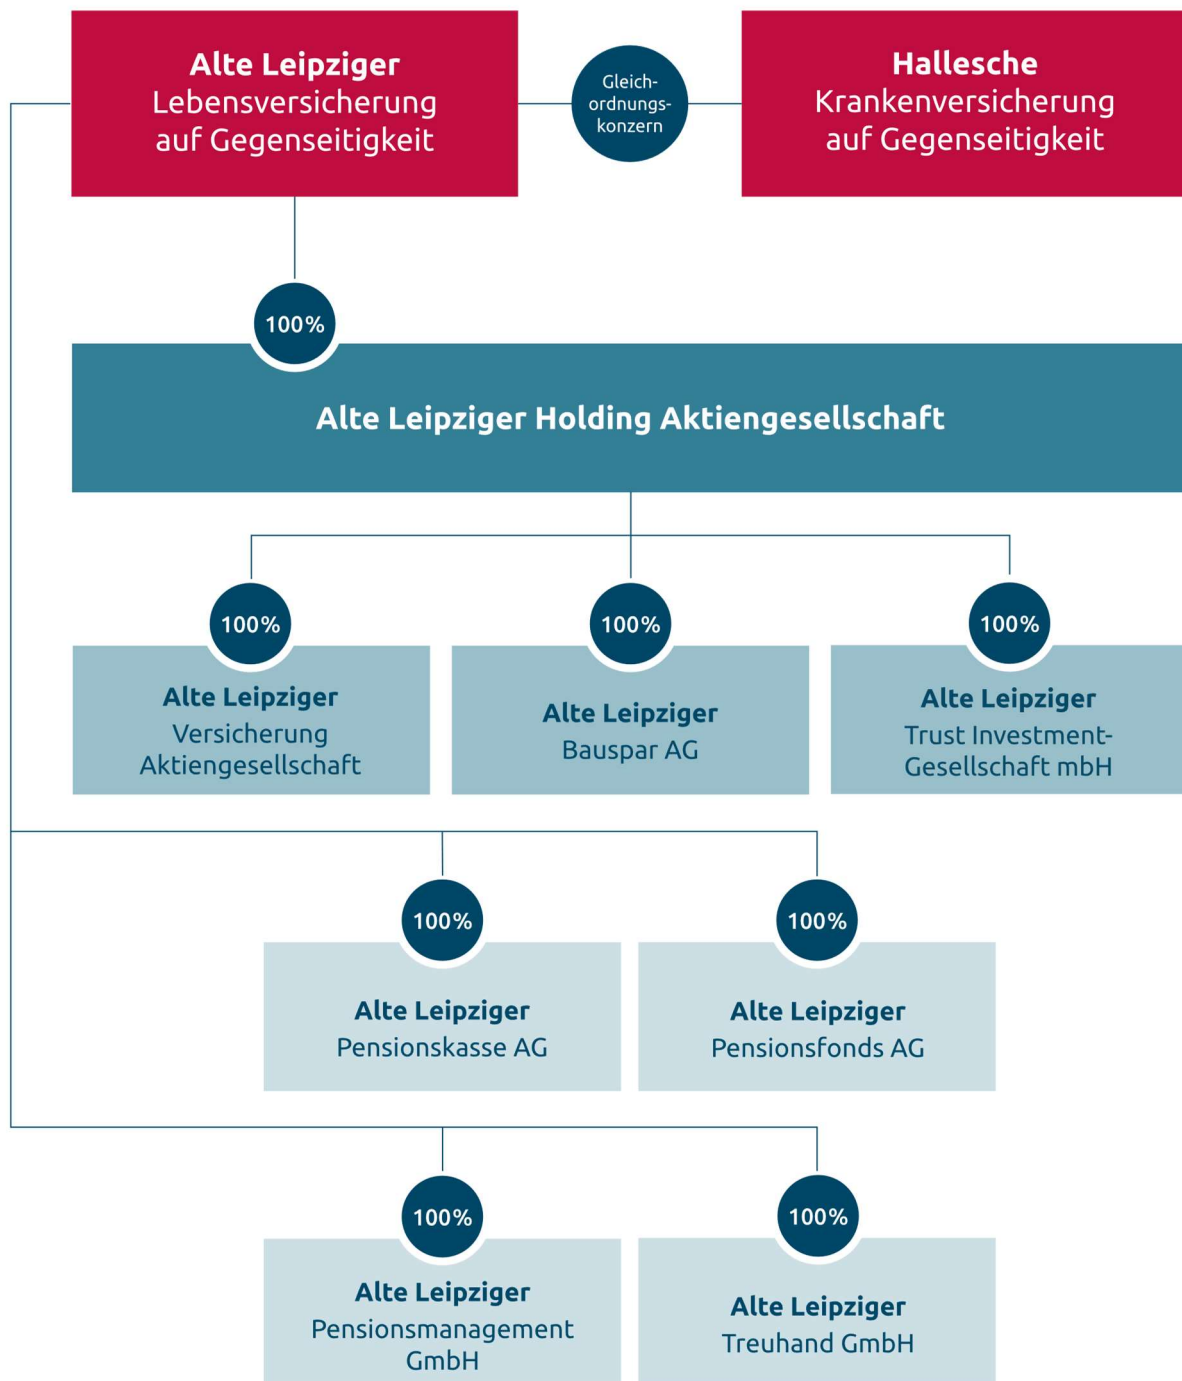 Alte Leipziger
Lebensversicherung
auf Gegenseitigkeit
Gleich-
ordnungs-
konzern
Hallesche
Krankenversicherung
auf Gegenseitigkeit
100%
Alte Leipziger Holding Aktiengesellschaft
100%
Alte Leipziger
Versicherung
Aktiengesellschaft
100%
Alte Leipziger
Bauspar AG
100%
Alte Leipziger
Trust Investment-
Gesellschaft mbH
100%
Alte Leipziger
Pensionskasse AG
100%
Alte Leipziger
Pensionsfonds AG
100%
Alte Leipziger
Pensionsmanagement
GmbH
100%
Alte Leipziger
Treuhand GmbH